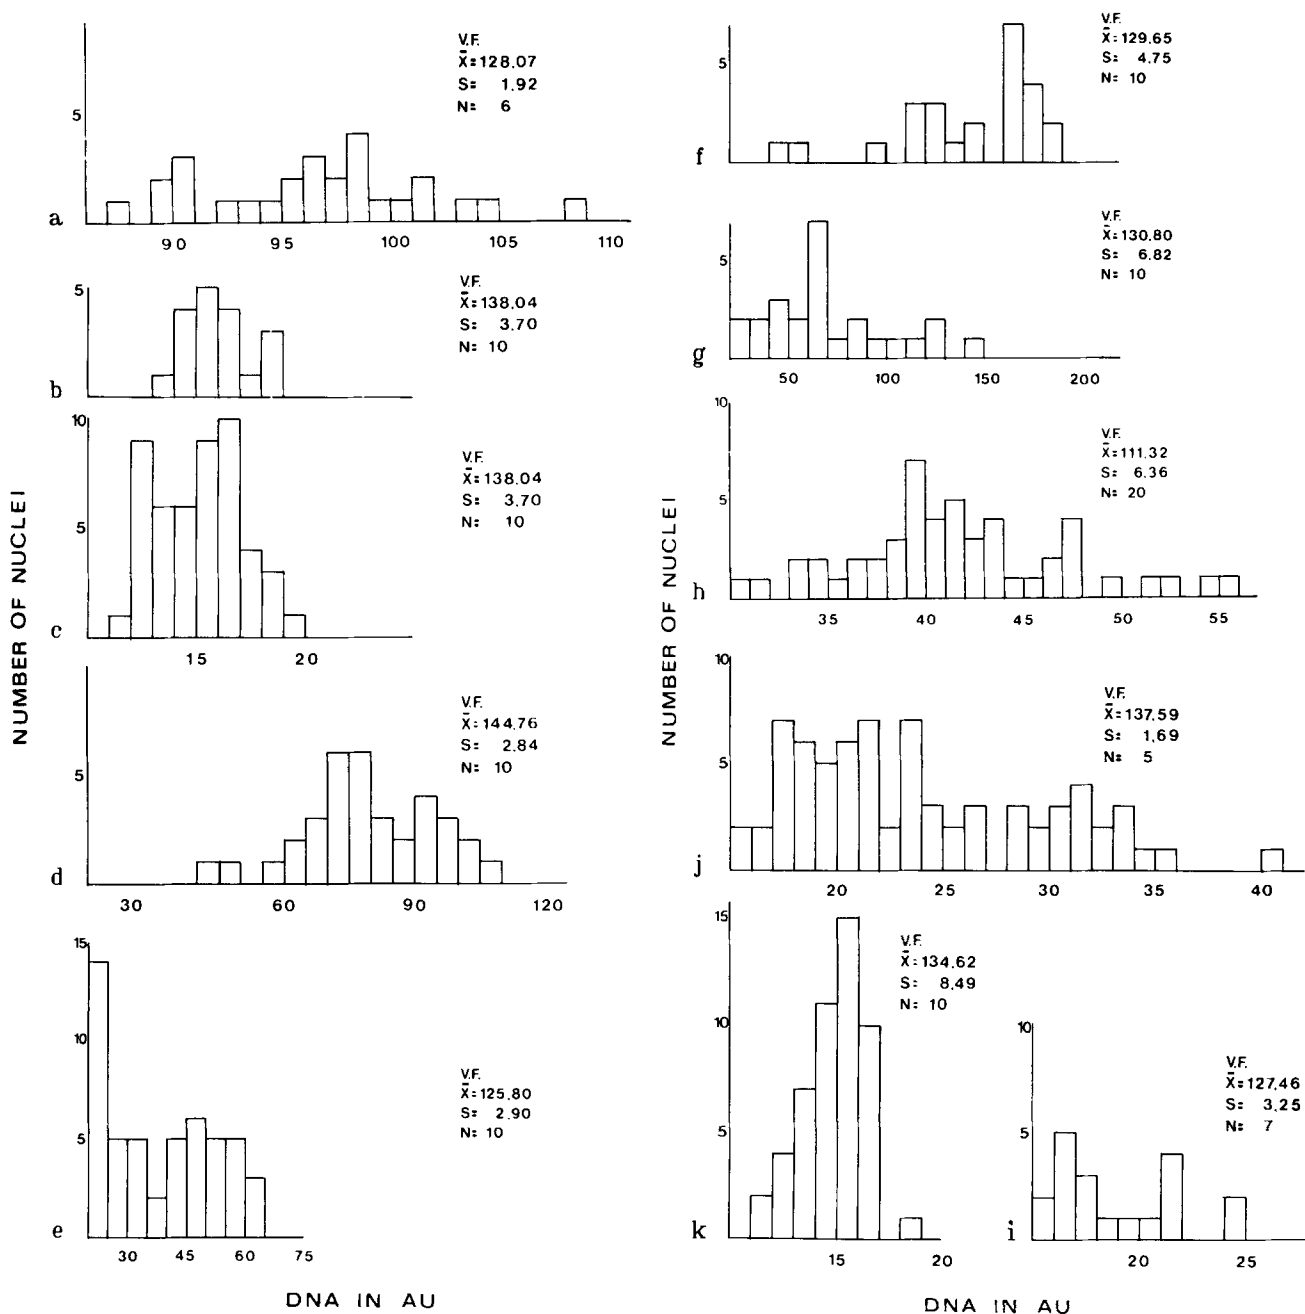 V.F.
X̄=128.07
S= 1.92
N: 6
5
a
90 95 100 105 110
V.F.
X̄=138.04
S: 3.70
N: 10
5
b
V.F.
X̄=138.04
S= 3.70
N: 10
10
5
c
15 20
V.F.
X̄=144.76
S: 2.84
N: 10
5
d
30 60 90 120
V.F.
X̄=125.80
S: 2.90
N: 10
15
10
5
e
30 45 60 75
NUMBER OF NUCLEI
DNA IN AU
V.F.
X̄=129.65
S: 4.75
N: 10
5
f
V.F.
X̄=130.80
S: 6.82
N: 10
5
g
50 100 150 200
V.F.
X̄=111.32
S: 6.36
N: 20
10
5
h
35 40 45 50 55
V.F.
X̄=137.59
S: 1.69
N: 5
10
5
j
20 25 30 35 40
V.F.
X̄=134.62
S= 8.49
N: 10
15
10
5
k
15 20
V.F.
X̄=127.46
S: 3.25
N: 7
10
5
i
20 25
NUMBER OF NUCLEI
DNA IN AU